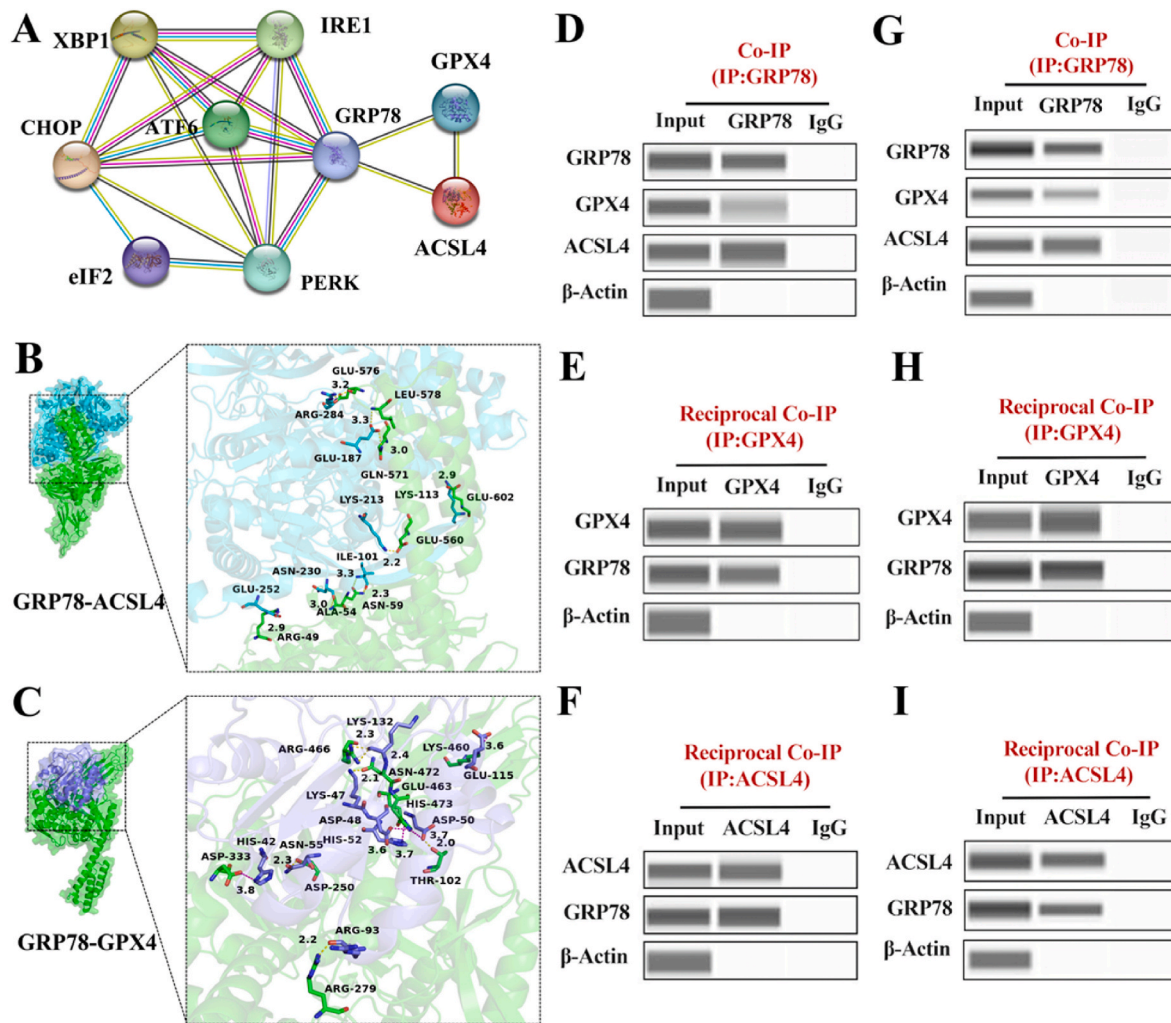 A
XBP1
IRE1
GPX4
CHOP
ATF6
GRP78
ACSL4
eIF2
PERK
B
GRP78-ACSL4
GLU-576
3.2
LEU-578
ARG-284
3.3
GLU-187
3.0
GLN-571
2.9
LYS-213
LYS-113
GLU-602
GLU-560
ILE-101
2.2
ASN-230
3.3
GLU-252
2.3
3.0
ASN-59
ALA-54
2.9
ARG-49
C
GRP78-GPX4
LYS-132
2.3
ARG-466
2.4
LYS-460
3.6
GLU-115
2.1
ASN-472
LYS-47
GLU-463
HIS-473
ASP-48
ASP-50
HIS-42
ASN-55
HIS-52
3.7
ASP-333
2.3
3.6
3.7
2.0
3.8
ASP-250
THR-102
2.2
ARG-93
ARG-279
D
Co-IP
(IP:GRP78)
Input GRP78 IgG
GRP78
GPX4
ACSL4
β-Actin
E
Reciprocal Co-IP
(IP:GPX4)
Input GPX4 IgG
GPX4
GRP78
β-Actin
F
Reciprocal Co-IP
(IP:ACSL4)
Input ACSL4 IgG
ACSL4
GRP78
β-Actin
G
Co-IP
(IP:GRP78)
Input GRP78 IgG
GRP78
GPX4
ACSL4
β-Actin
H
Reciprocal Co-IP
(IP:GPX4)
Input GPX4 IgG
GPX4
GRP78
β-Actin
I
Reciprocal Co-IP
(IP:ACSL4)
Input ACSL4 IgG
ACSL4
GRP78
β-Actin